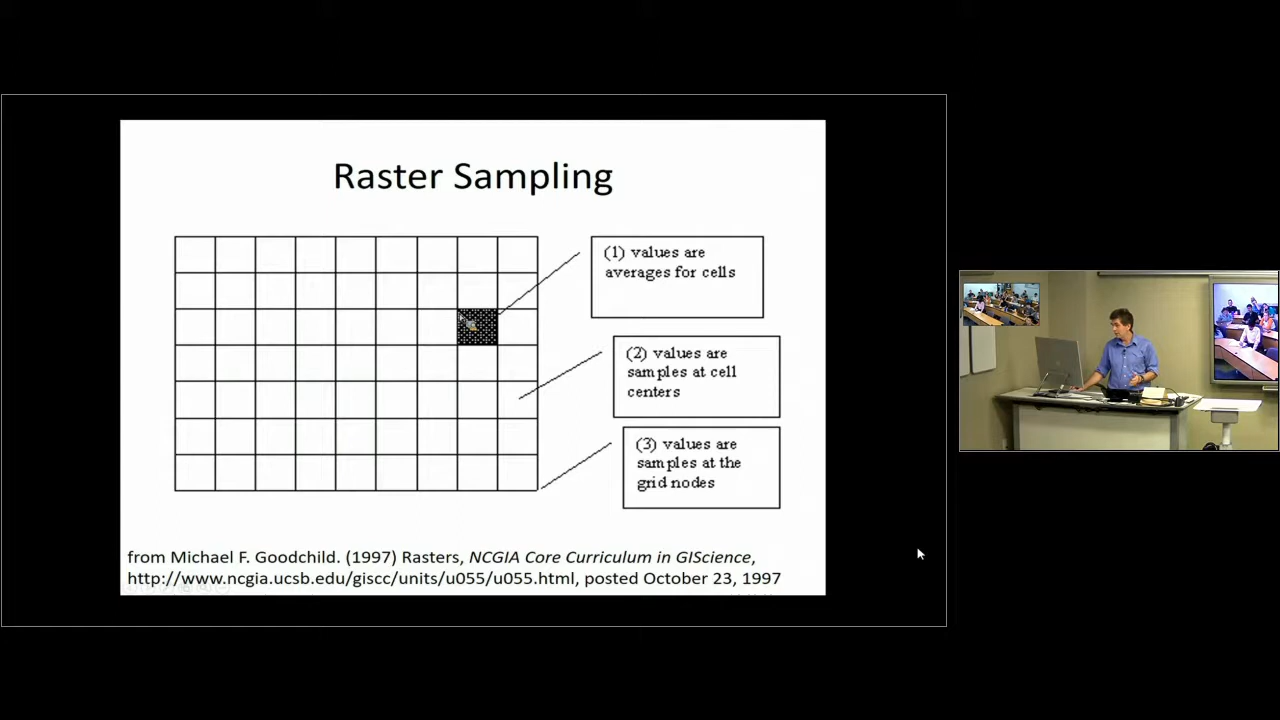 Raster Sampling
(1) values are
averages for cells
(2) values are
samples at cell
centers
(3) values are
samples at the
grid nodes
from Michael F. Goodchild. (1997) Rasters, NCGIA Core Curriculum in GIScience,
http://www.ncgia.ucsb.edu/giscc/units/u055/u055.html, posted October 23, 1997